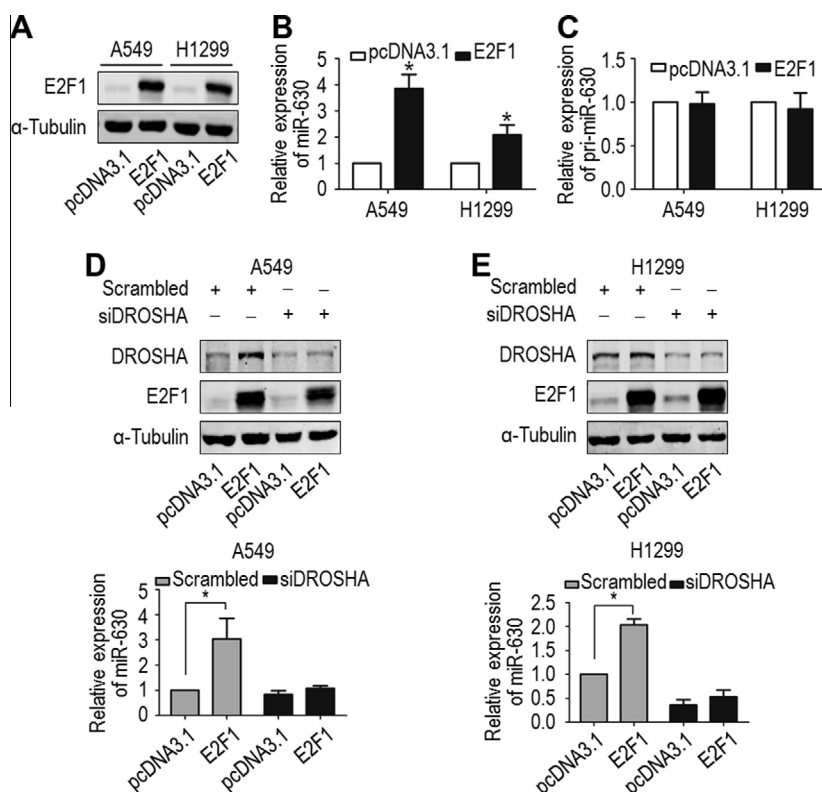 A
A549 H1299
E2F1
α-Tubulin
pcDNA3.1 E2F1 pcDNA3.1 E2F1
B
pcDNA3.1 E2F1
Relative expression
of miR-630
5
4
3
2
1
0
*
*
A549 H1299
C
pcDNA3.1 E2F1
Relative expression
of pri-miR-630
1.5
1.0
0.5
0.0
A549 H1299
D
A549
Scrambled + + – –
siDROSHA – – + +
DROSHA
E2F1
α-Tubulin
pcDNA3.1 E2F1 pcDNA3.1 E2F1
A549
Scrambled siDROSHA
Relative expression
of miR-630
5
4
3
2
1
0
*
pcDNA3.1 E2F1 pcDNA3.1 E2F1
E
H1299
Scrambled + + – –
siDROSHA – – + +
DROSHA
E2F1
α-Tubulin
pcDNA3.1 E2F1 pcDNA3.1 E2F1
H1299
Scrambled siDROSHA
Relative expression
of miR-630
2.5
2.0
1.5
1.0
0.5
0.0
*
pcDNA3.1 E2F1 pcDNA3.1 E2F1